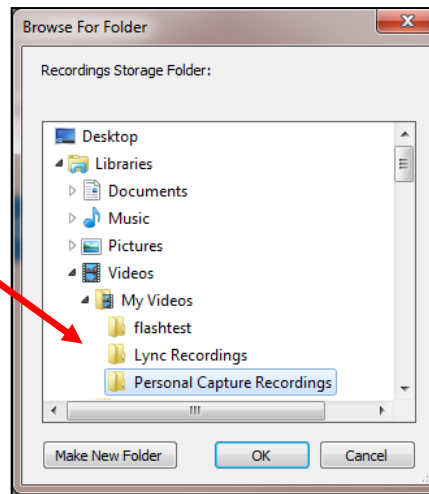 Browse For Folder
Recordings Storage Folder:
Desktop
Libraries
Documents
Music
Pictures
Videos
My Videos
flashtest
Lync Recordings
Personal Capture Recordings
Make New Folder OK Cancel